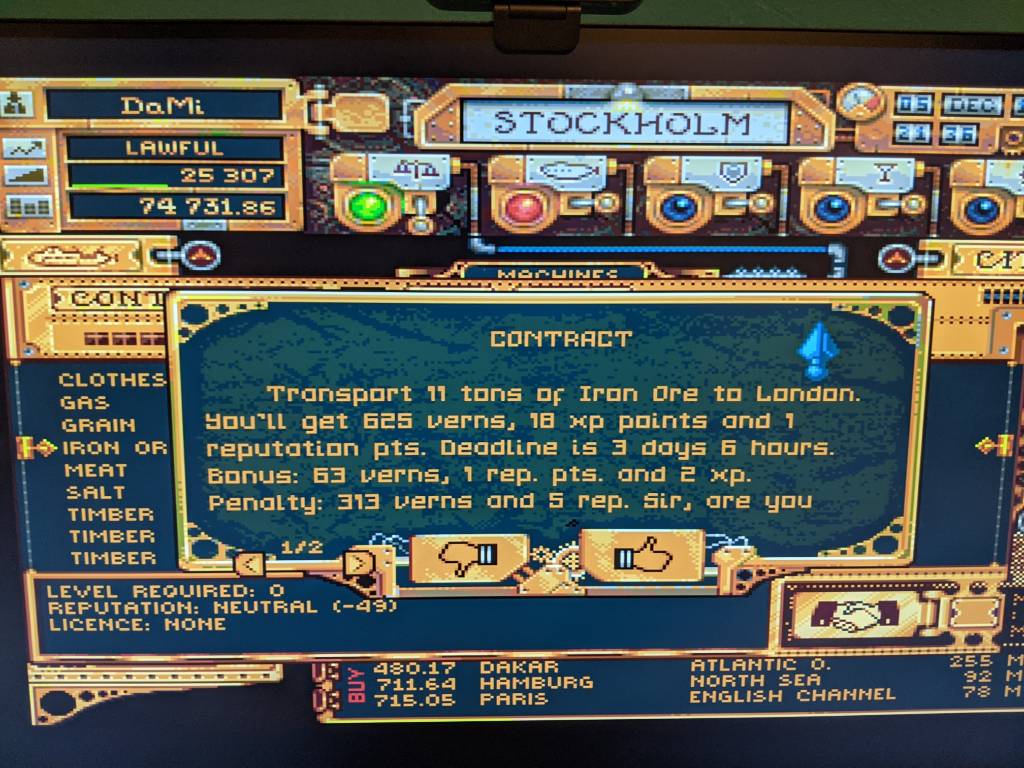 DaMi
STOCKHOLM
05 DEC
21 36
LAWFUL
25 307
74 731.86
CIT
MACHINES
CONT
CONTRACT
Transport 11 tons of Iron Ore to London.
You'll get 625 verns, 18 xp points and 1
reputation pts. Deadline is 3 days 6 hours.
Bonus: 63 verns, 1 rep. pts. and 2 xp.
Penalty: 313 verns and 5 rep. Sir, are you
1/2
CLOTHES
GAS
GRAIN
IRON OR
MEAT
SALT
TIMBER
TIMBER
TIMBER
LEVEL REQUIRED: 0
REPUTATION: NEUTRAL (-49)
LICENCE: NONE
BUY
480.17 DAKAR ATLANTIC O. 255 M
711.64 HAMBURG NORTH SEA 92 M
715.05 PARIS ENGLISH CHANNEL 78 M